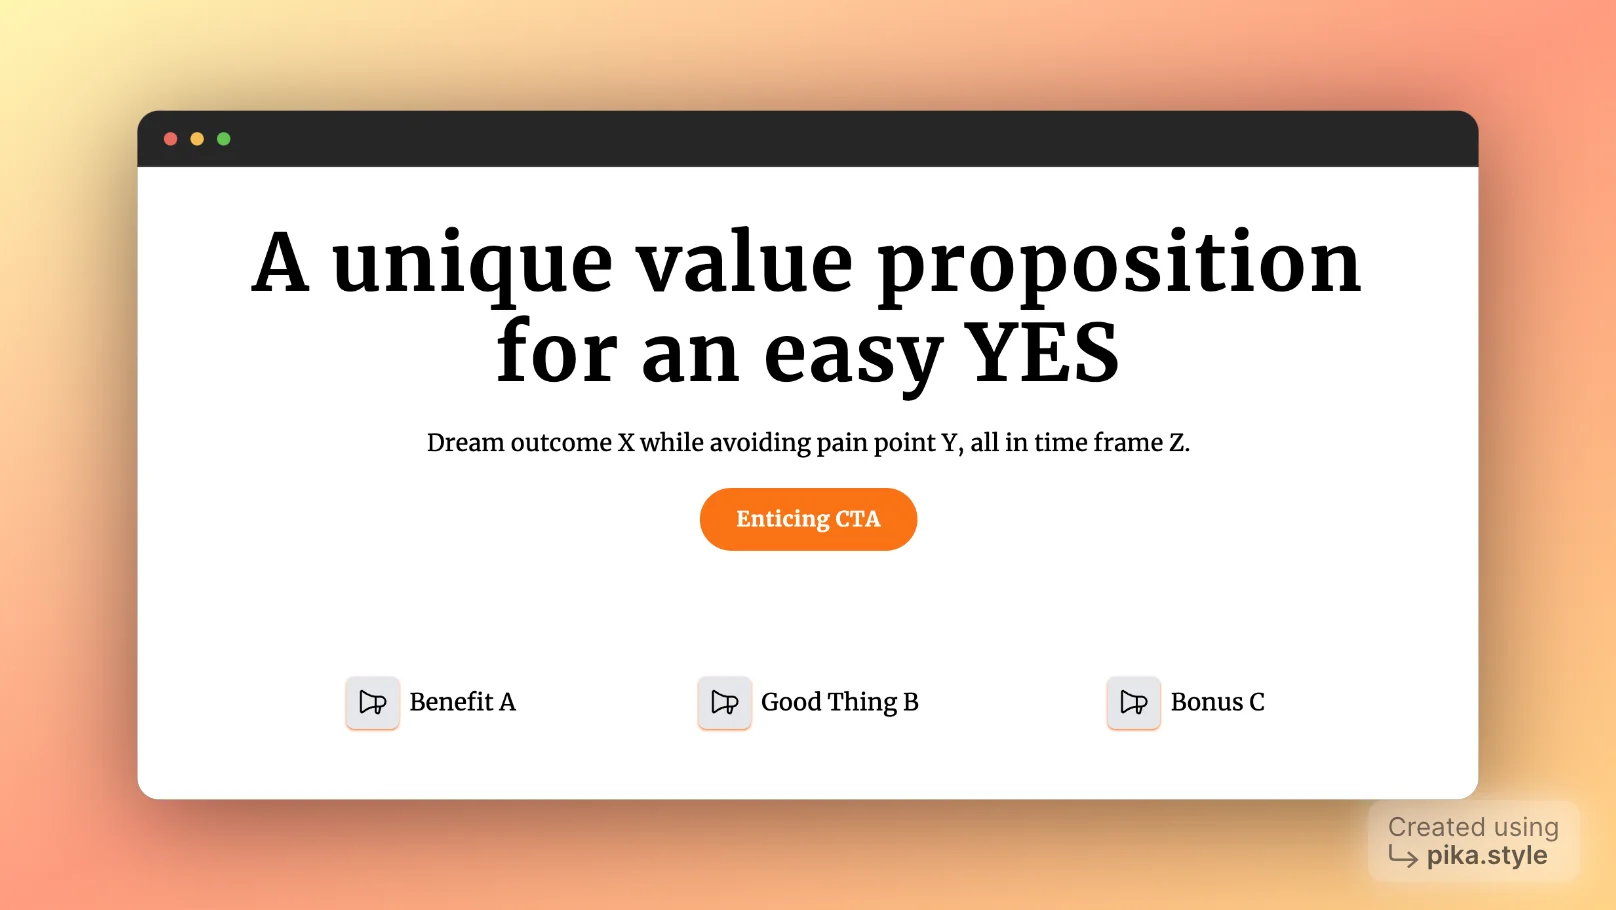 A unique value proposition
for an easy YES
Dream outcome X while avoiding pain point Y, all in time frame Z.
Enticing CTA
Benefit A
Good Thing B
Bonus C
Created using
pika.style